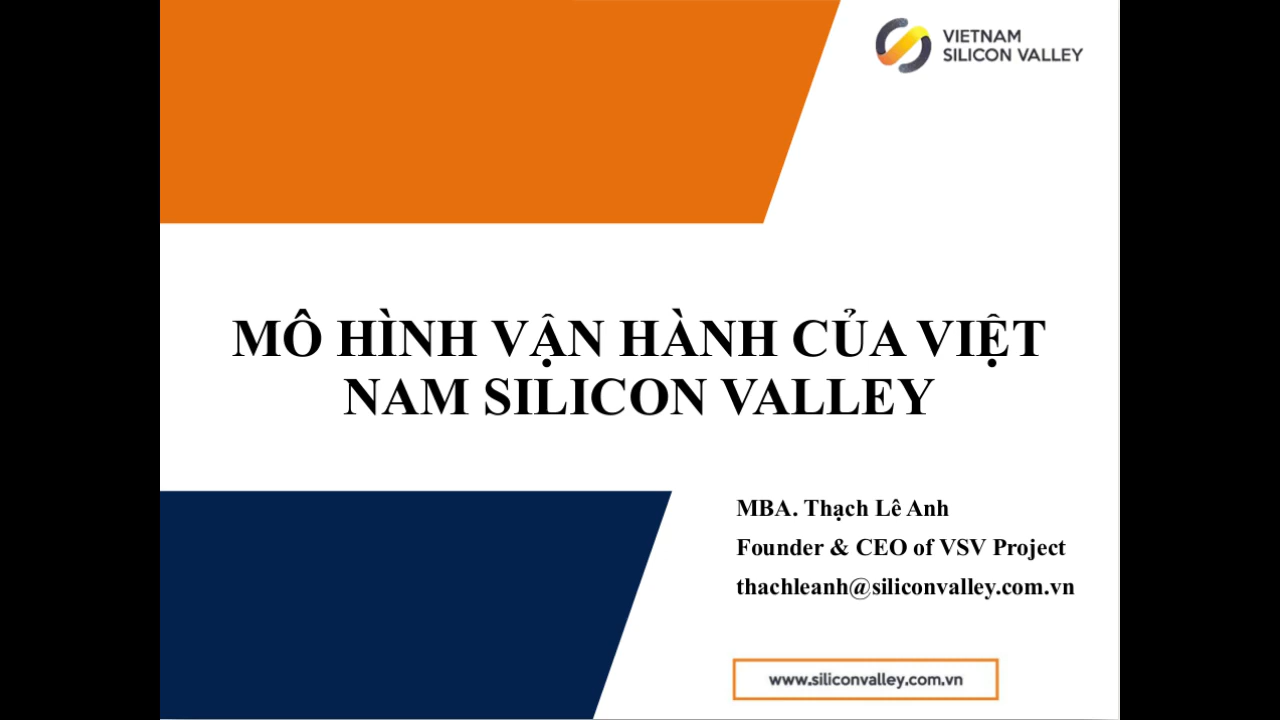 VIETNAM
SILICON VALLEY
MÔ HÌNH VẬN HÀNH CỦA VIỆT
NAM SILICON VALLEY
MBA. Thạch Lê Anh
Founder & CEO of VSV Project
thachleanh@siliconvalley.com.vn
www.siliconvalley.com.vn